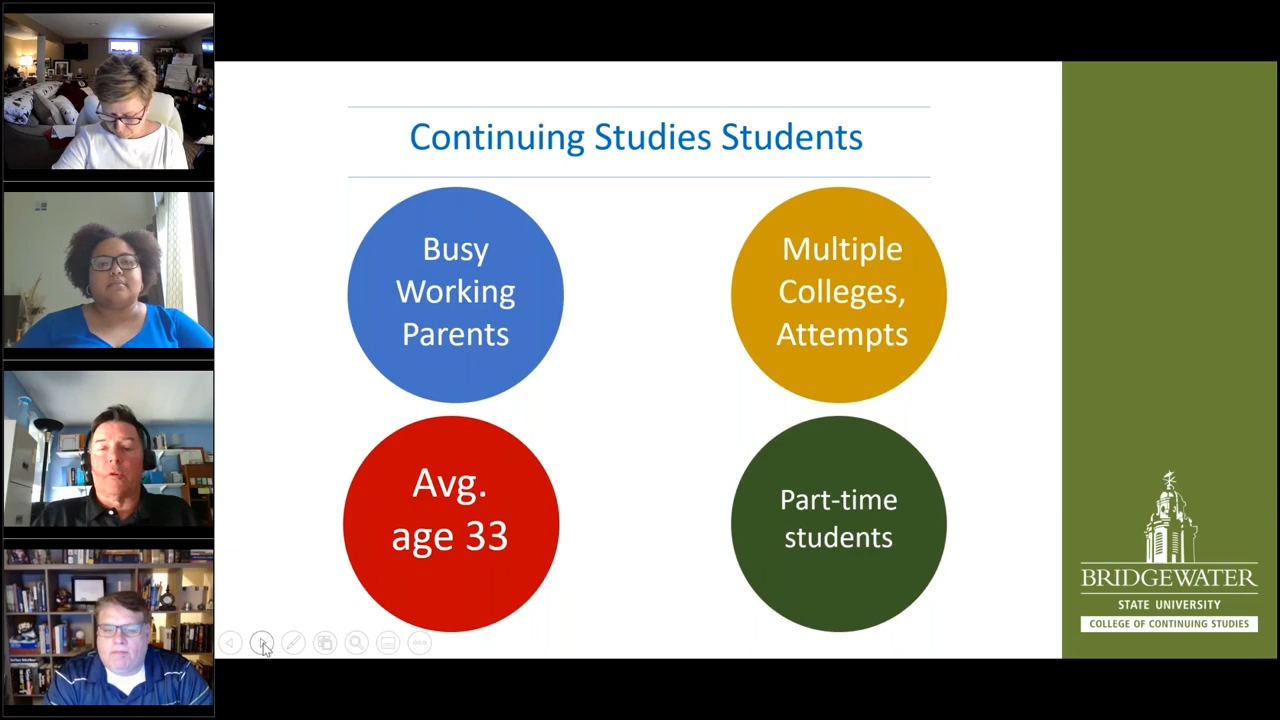 Continuing Studies Students
Busy
Working
Parents
Multiple
Colleges,
Attempts
Avg.
age 33
Part-time
students
BRIDGEWATER
STATE UNIVERSITY
COLLEGE OF CONTINUING STUDIES